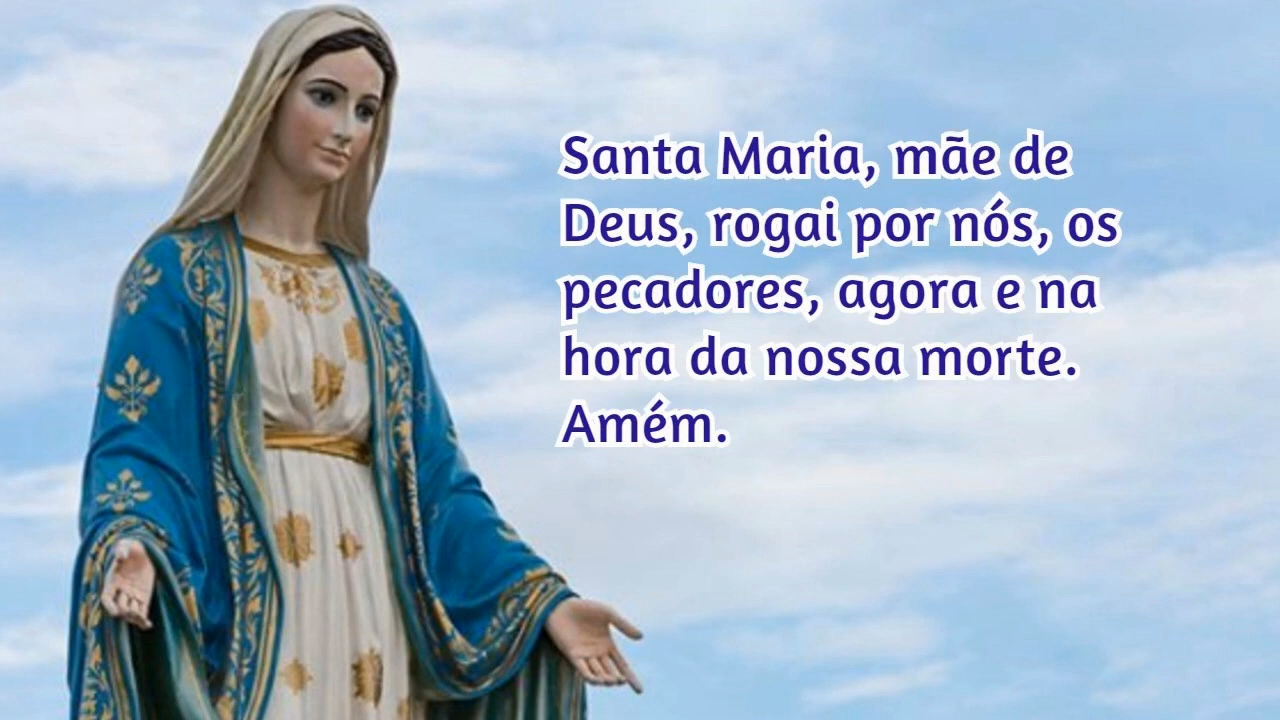 Santa Maria, mãe de
Deus, rogai por nós, os
pecadores, agora e na
hora da nossa morte.
Amém.